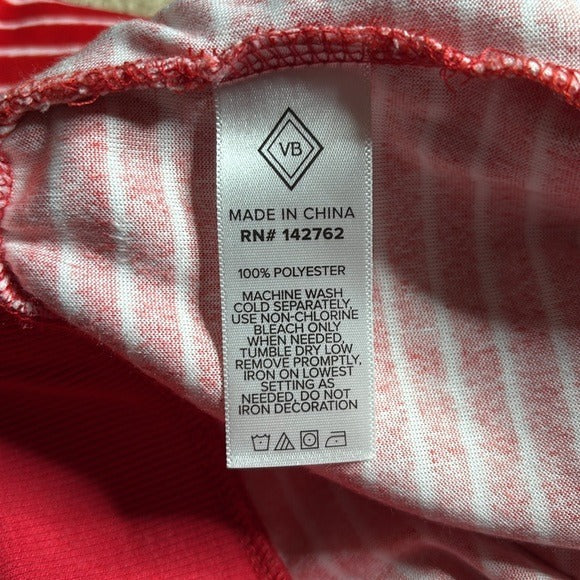 VB
MADE IN CHINA
RN# 142762
100% POLYESTER
MACHINE WASH
COLD SEPARATELY,
USE NON-CHLORINE
BLEACH ONLY
WHEN NEEDED,
TUMBLE DRY LOW
REMOVE PROMPTLY,
IRON ON LOWEST
SETTING AS
NEEDED, DO NOT
IRON DECORATION